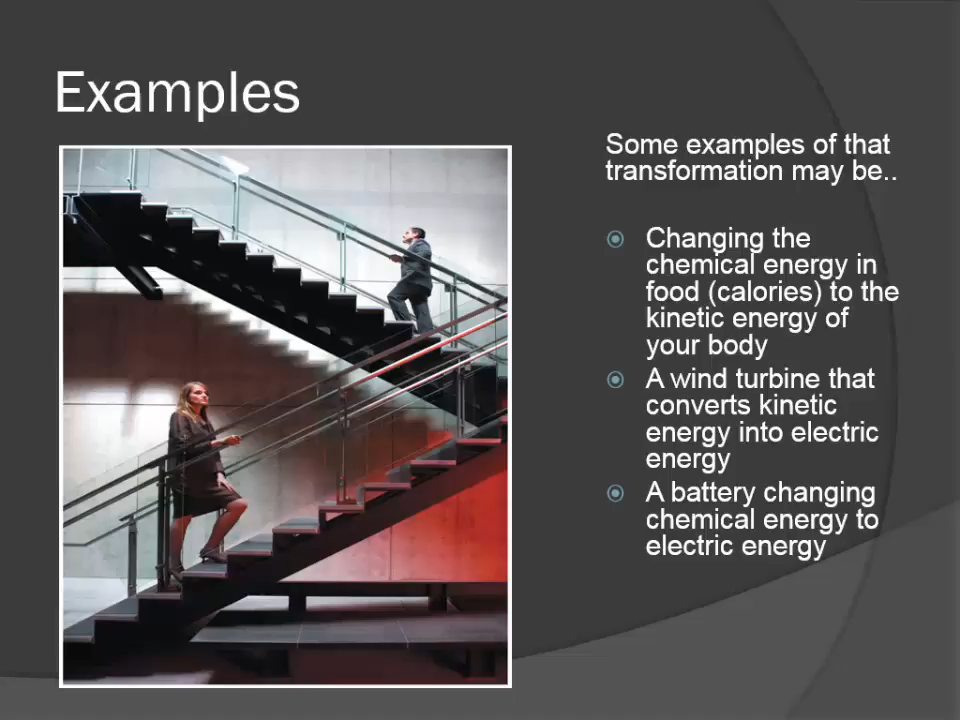 Examples
Some examples of that
transformation may be..
Changing the
chemical energy in
food (calories) to the
kinetic energy of
your body
A wind turbine that
converts kinetic
energy into electric
energy
A battery changing
chemical energy to
electric energy